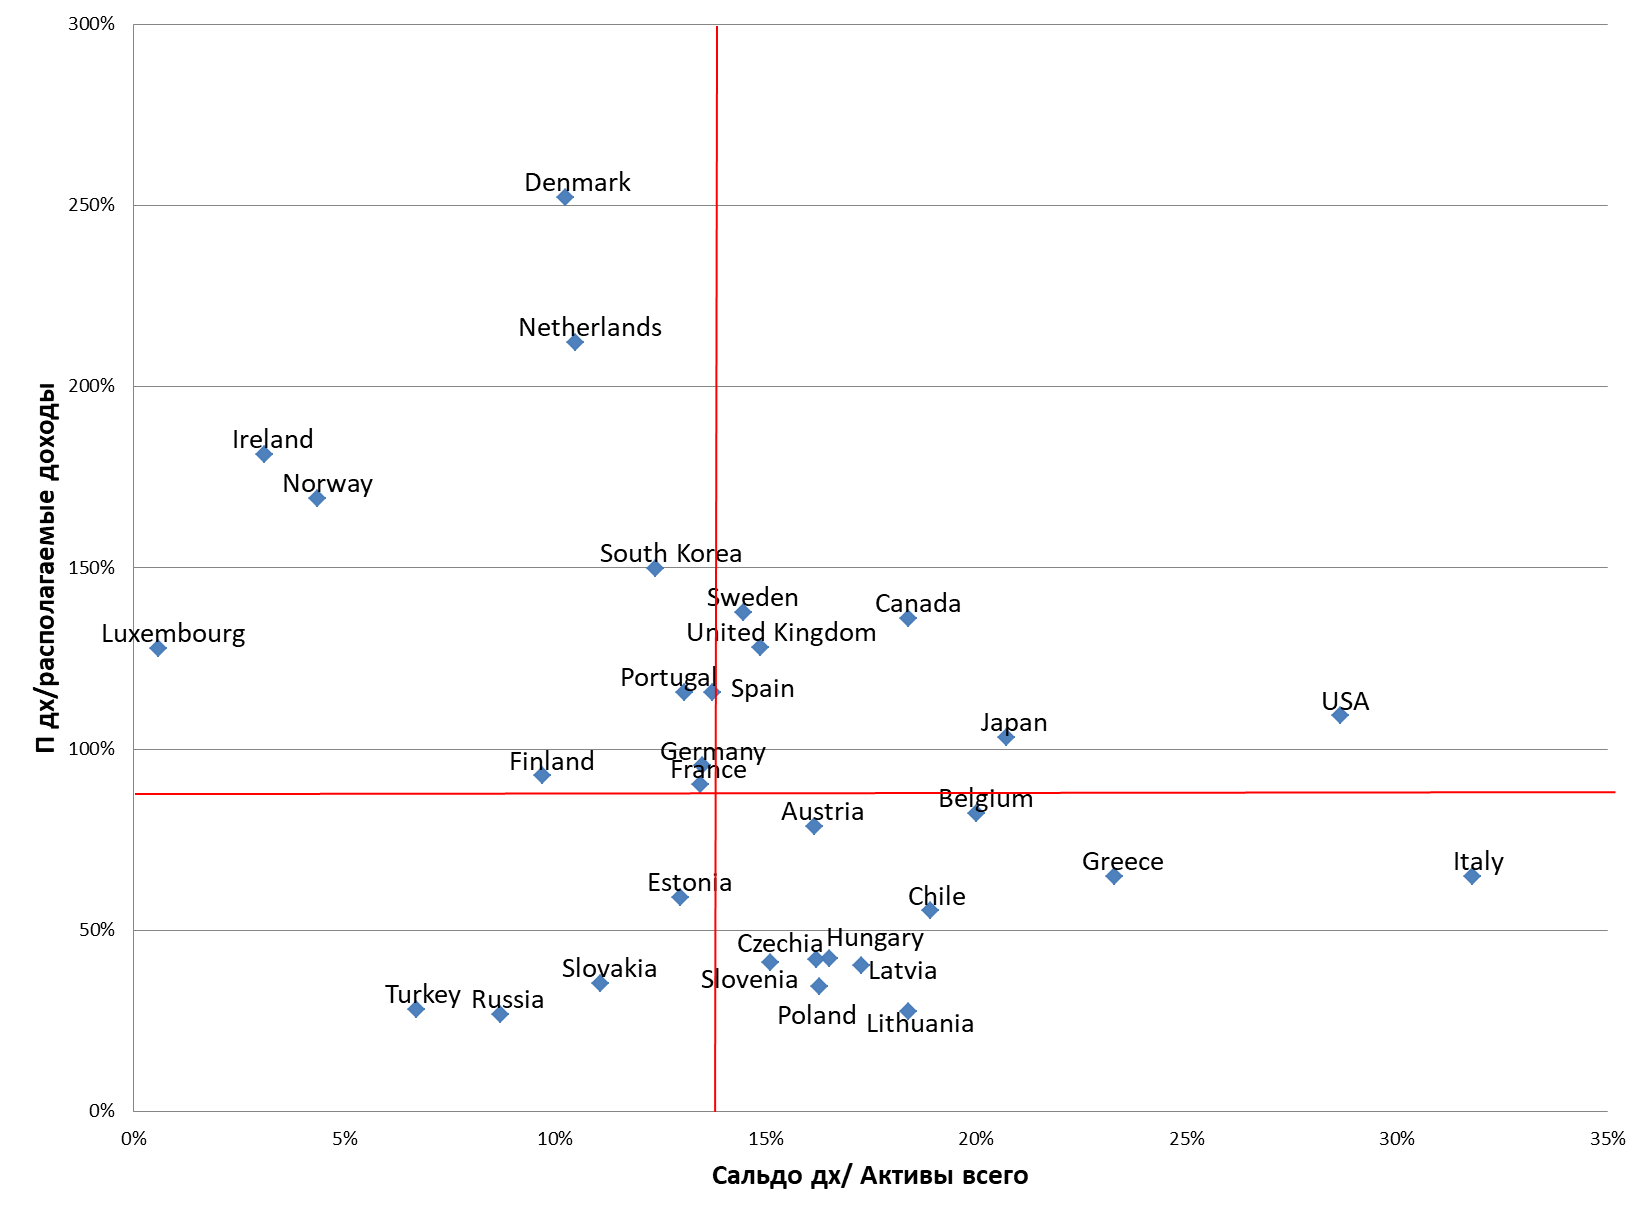 300%
Denmark
250%
Netherlands
200%
Ireland
Norway
South Korea
150%
Sweden
Canada
United Kingdom
Luxembourg
Portugal
Spain
USA
Japan
100%
Germany
Finland
France
Belgium
Austria
Greece
Italy
Estonia
Chile
50%
Czechia
Hungary
Slovakia
Latvia
Slovenia
Turkey
Russia
Poland
Lithuania
0%
0% 5% 10% 15% 20% 25% 30% 35%
П дх/располагаемые доходы
Сальдо дх/ Активы всего